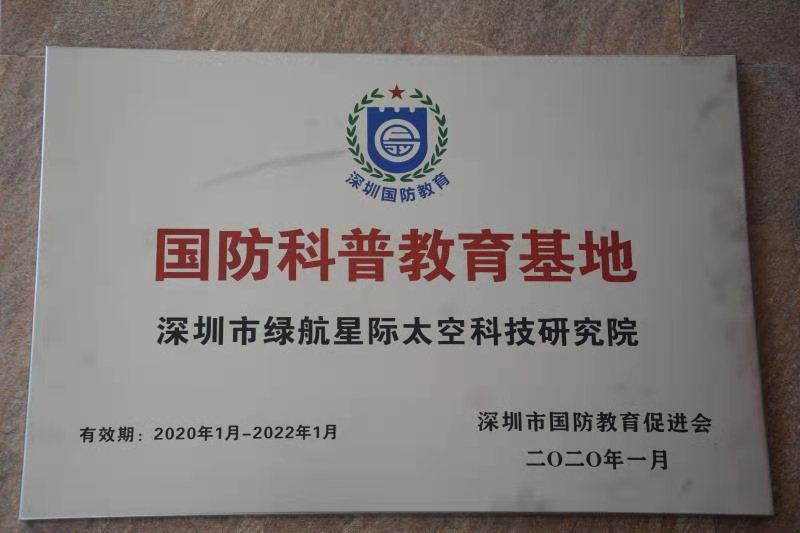 深圳国防教育
国防科普教育基地
深圳市绿航星际太空科技研究院
有效期：2020年1月-2022年1月
深圳市国防教育促进会
二〇二〇年一月